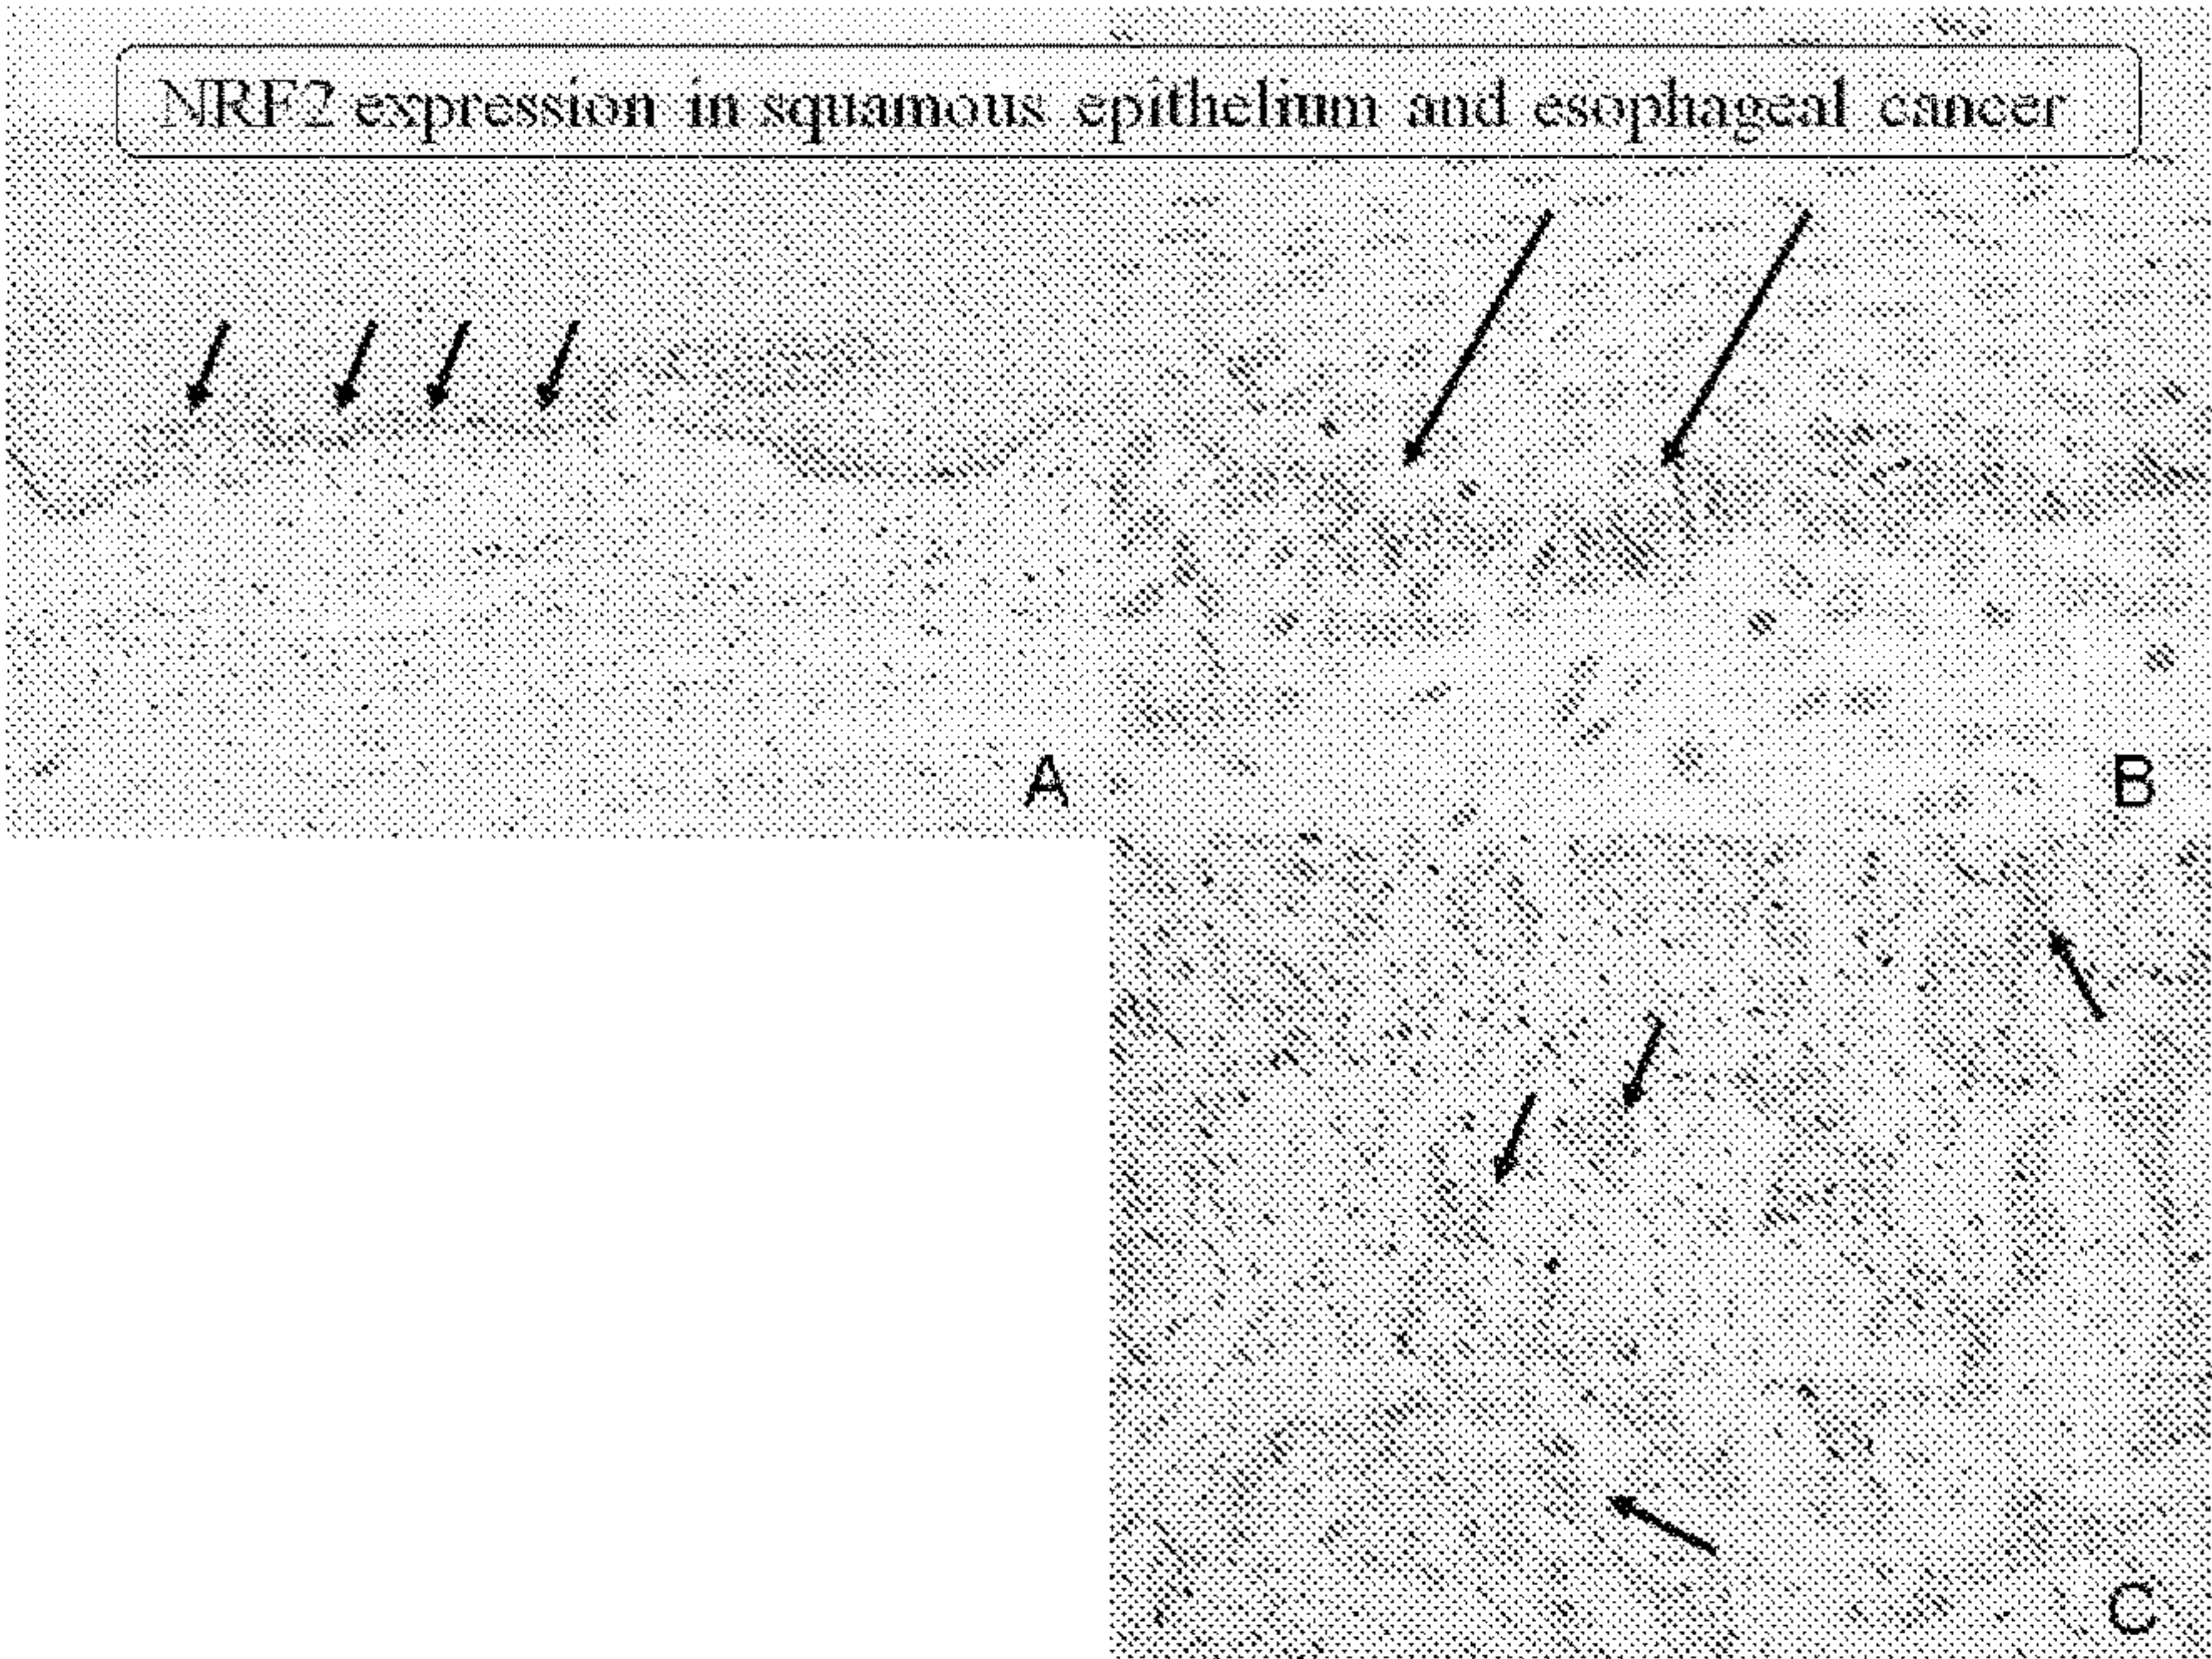 NRF2 expression in squamous epithelium and esophageal cancer
A
B
C